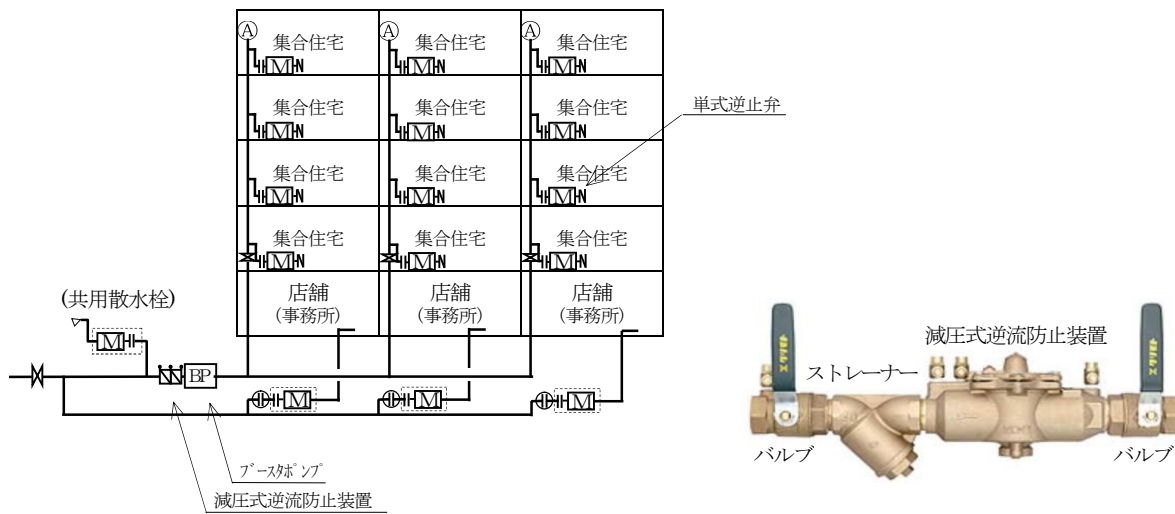 A A A
集合住宅 集合住宅 集合住宅
M N M N M N
集合住宅 集合住宅 集合住宅
M N M N M N
単式逆止弁
集合住宅 集合住宅 集合住宅
M N M N M N
集合住宅 集合住宅 集合住宅
M N M N M N
店舗 店舗 店舗
(事務所) (事務所) (事務所)
(共用散水栓)
M
BP
M M M
ブースタポンプ
減圧式逆流防止装置
減圧式逆流防止装置
ストレーナー
バルブ バルブ